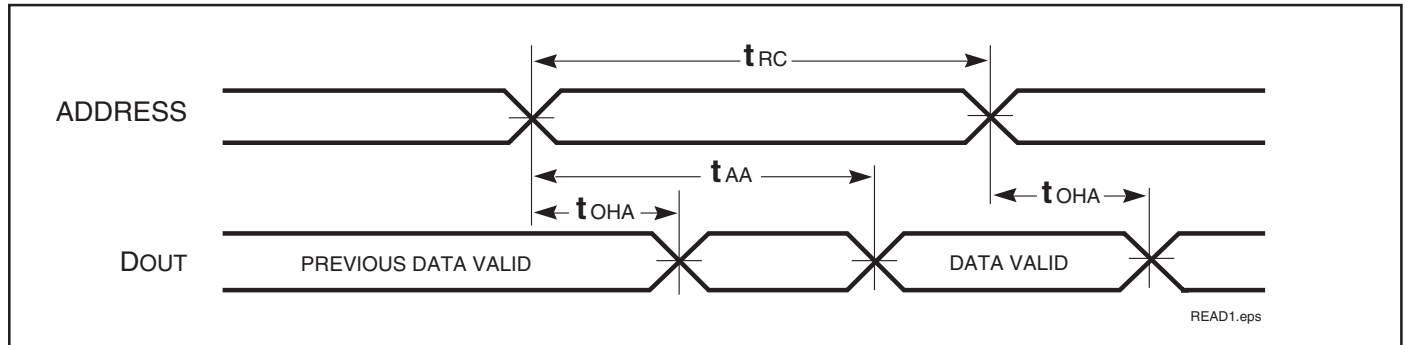 tRC
ADDRESS
tAA
tOHA
tOHA
DOUT
PREVIOUS DATA VALID
DATA VALID
READ1.eps